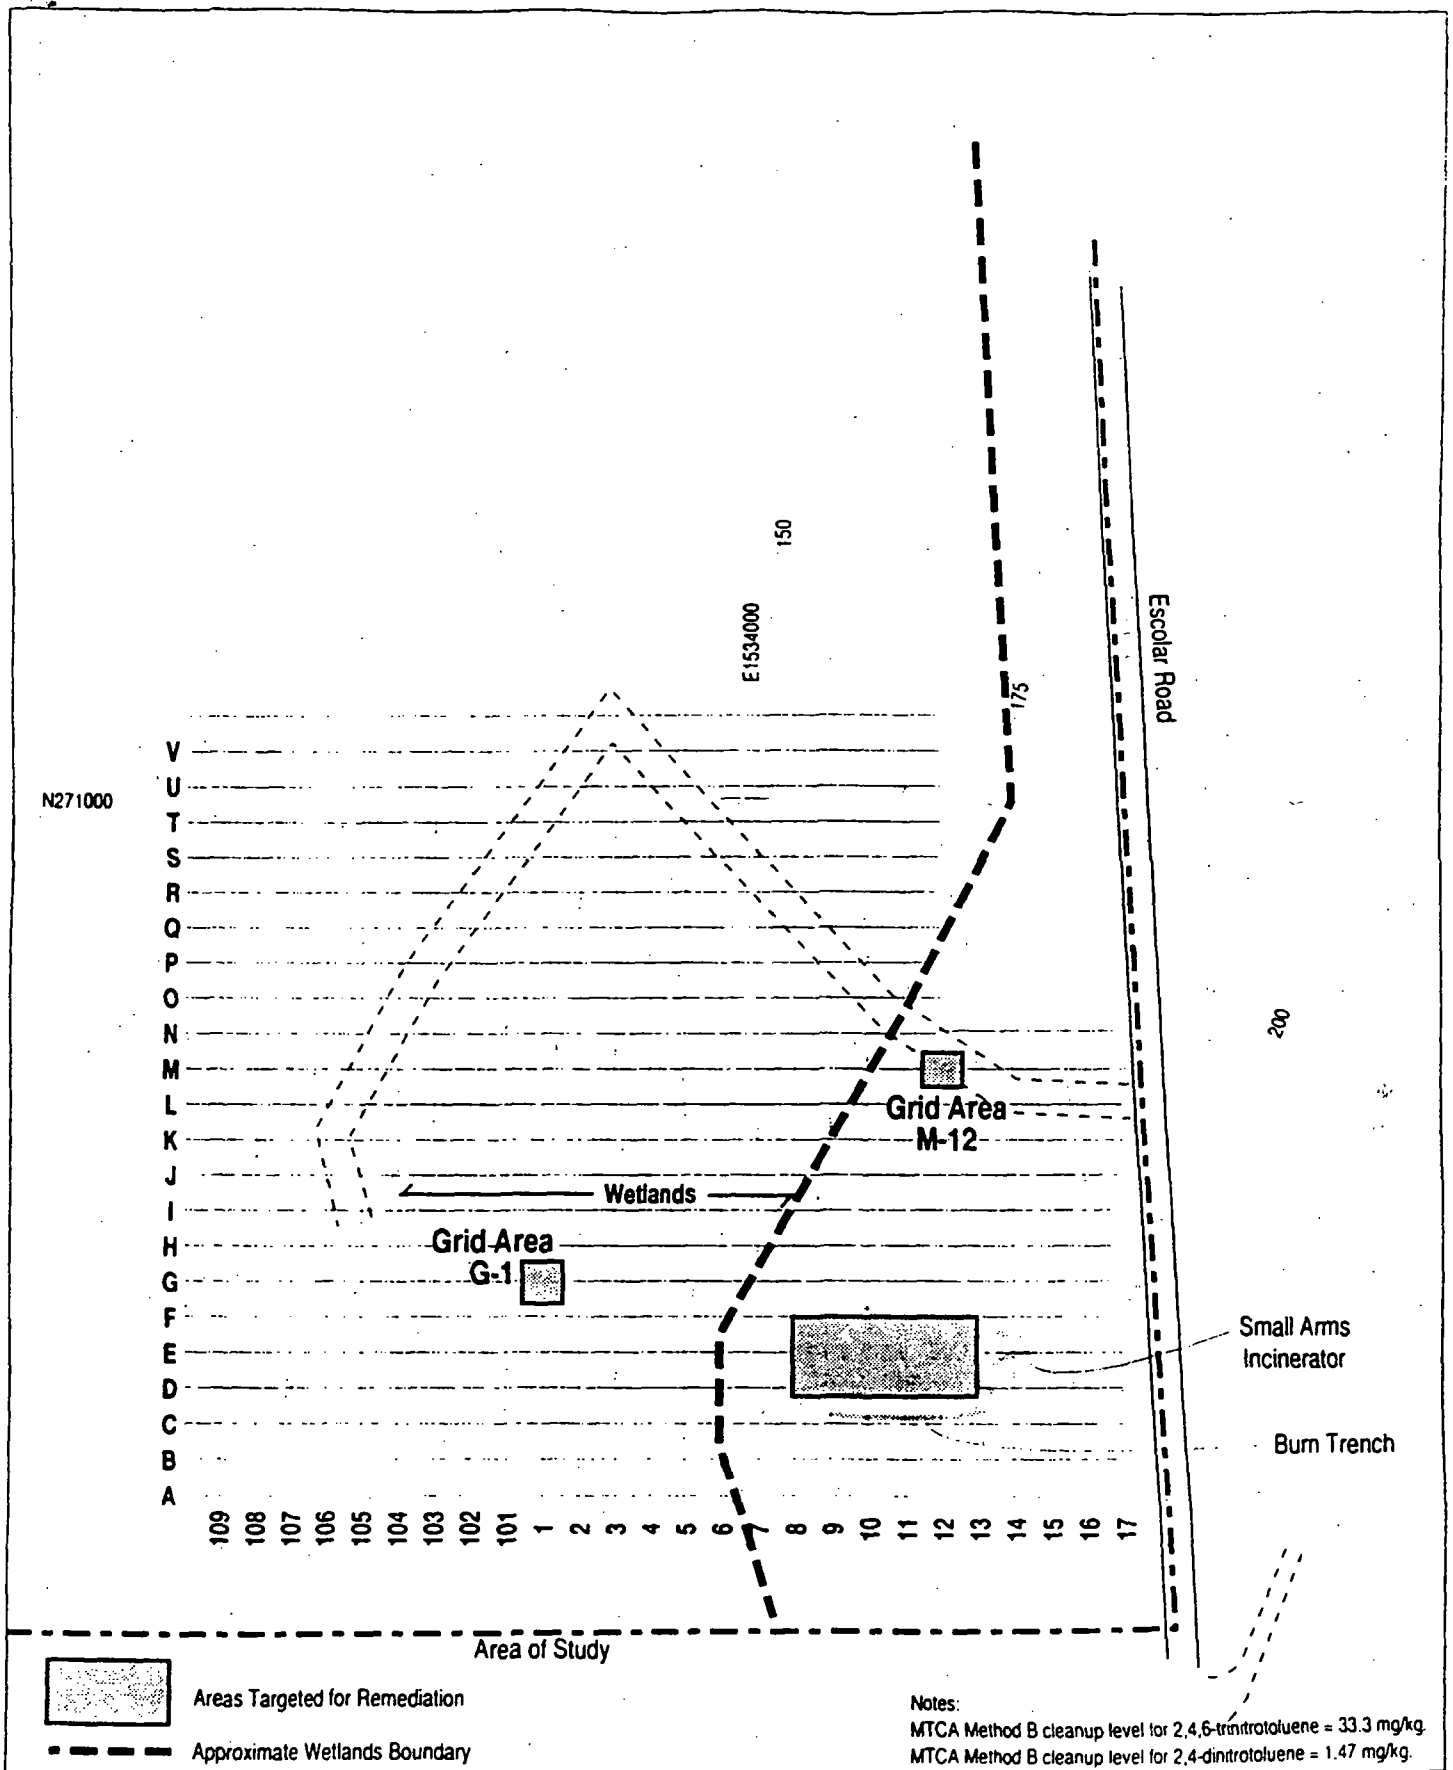 150
E1534000
Escolar Road
175
V
U
N271000
T
S
R
Q
P
O
N
200
M
L
Grid Area
M-12
K
J
Wetlands
I
H
Grid Area
G-1
G
F
Small Arms
Incinerator
E
D
C
Burn Trench
B
A
109 108 107 106 105 104 103 102 101 1 2 3 4 5 6 7 8 9 10 11 12 13 14 15 16 17
Area of Study
Areas Targeted for Remediation
Approximate Wetlands Boundary
Notes:
MTCA Method B cleanup level for 2,4,6-trinitrotoluene = 33.3 mg/kg.
MTCA Method B cleanup level for 2,4-dinitrotoluene = 1.47 mg/kg.